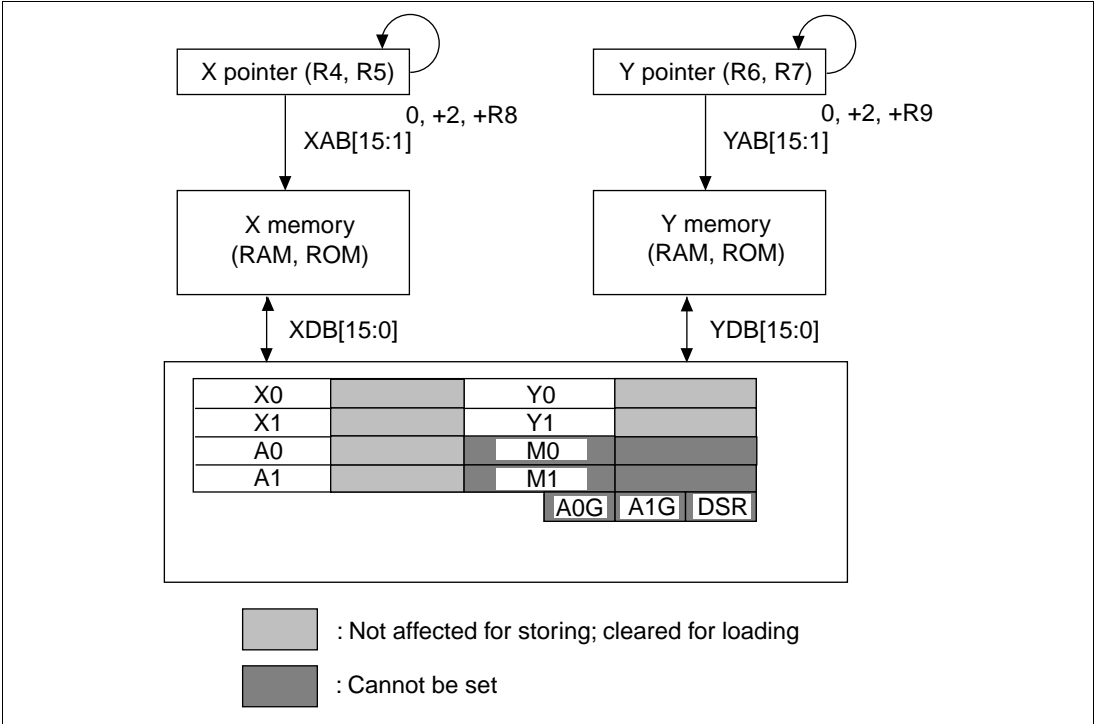 X pointer (R4, R5)
Y pointer (R6, R7)
0, +2, +R8
0, +2, +R9
XAB[15:1]
YAB[15:1]
X memory
(RAM, ROM)
Y memory
(RAM, ROM)
XDB[15:0]
YDB[15:0]
X0 Y0
X1 Y1
A0 M0
A1 M1
A0G A1G DSR
: Not affected for storing; cleared for loading
: Cannot be set